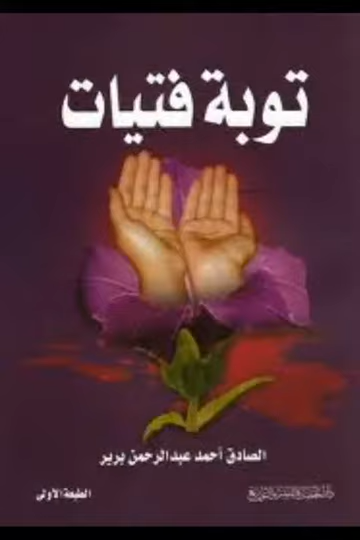 توبة فتيات
الصادق أحمد عبدالرحمن برير
الطبعة الأولى